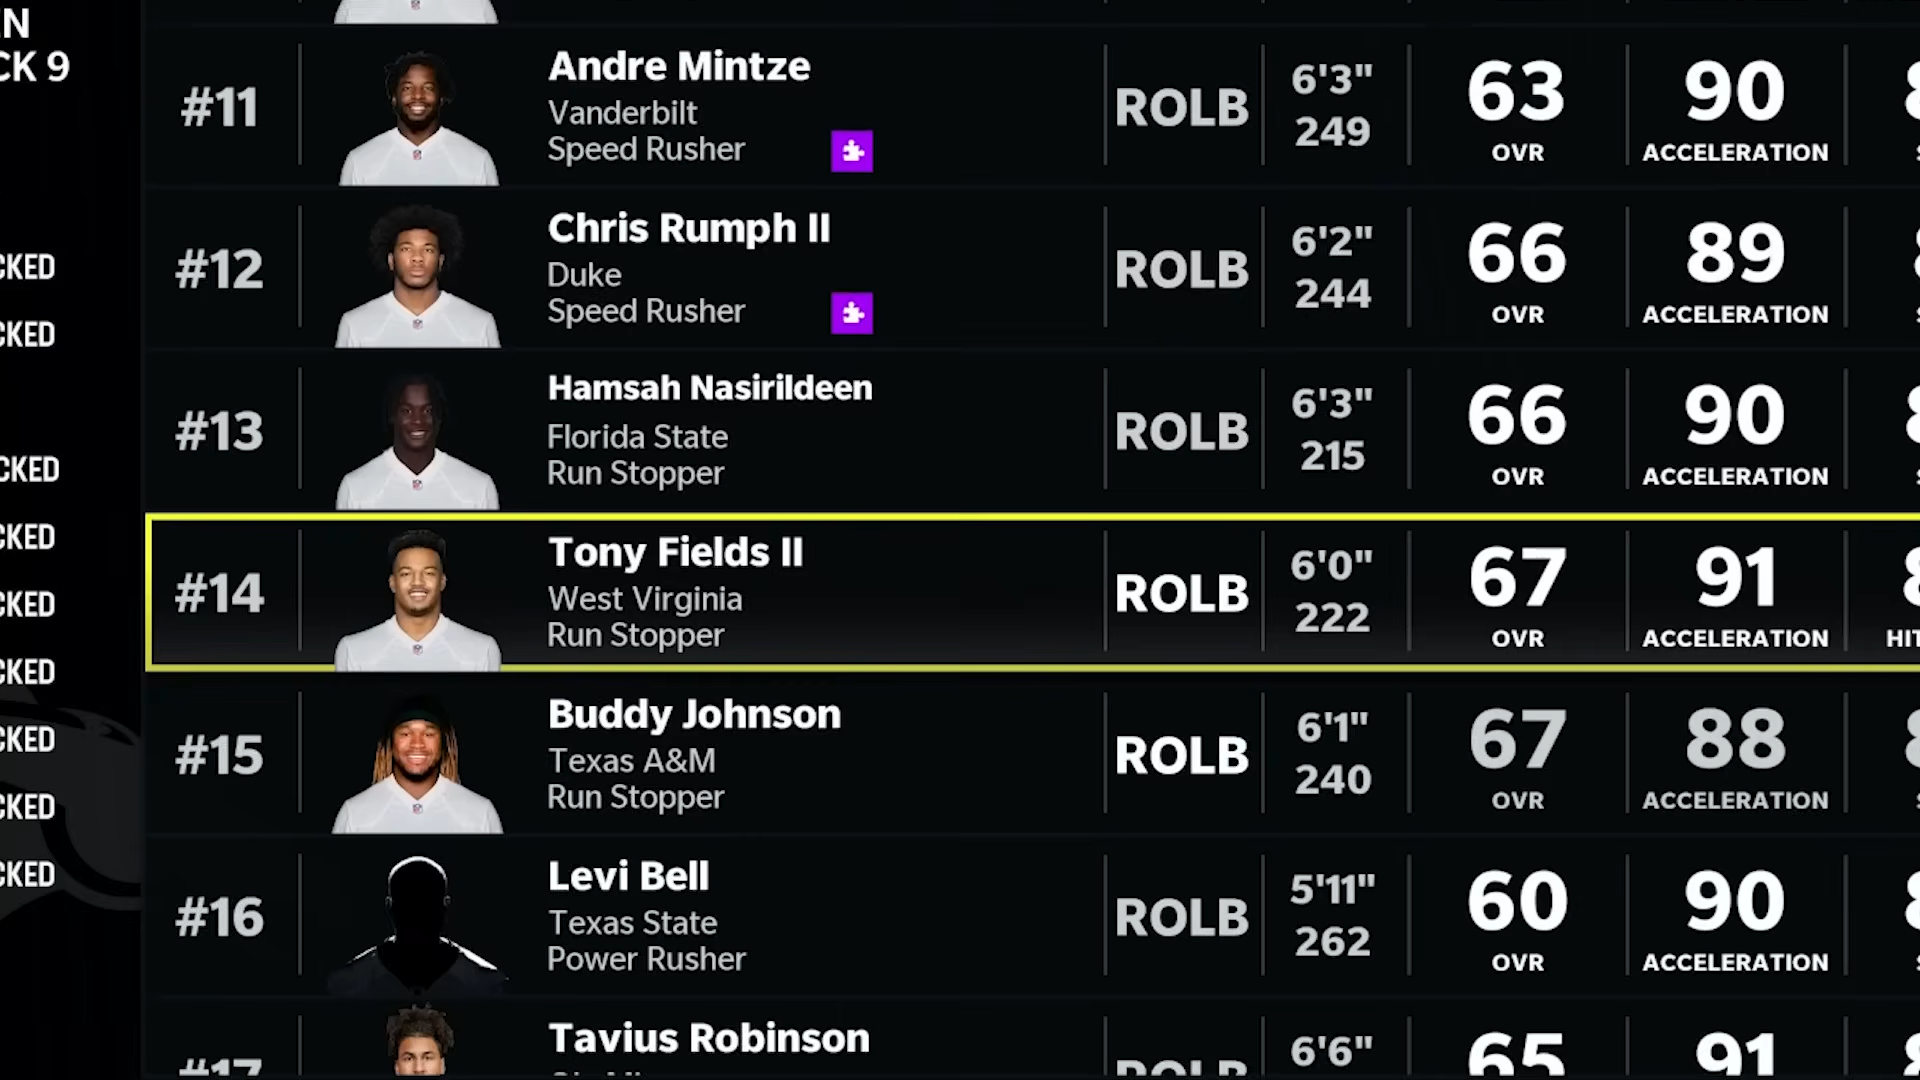 CK 9
CKED
CKED
CKED
CKED
CKED
CKED
CKED
CKED
CKED
#11
Andre Mintze
Vanderbilt
Speed Rusher
ROLB
6'3"
249
63
OVR
90
ACCELERATION
#12
Chris Rumph II
Duke
Speed Rusher
ROLB
6'2"
244
66
OVR
89
ACCELERATION
#13
Hamsah Nasirildeen
Florida State
Run Stopper
ROLB
6'3"
215
66
OVR
90
ACCELERATION
#14
Tony Fields II
West Virginia
Run Stopper
ROLB
6'0"
222
67
OVR
91
ACCELERATION
HIT
#15
Buddy Johnson
Texas A&M
Run Stopper
ROLB
6'1"
240
67
OVR
88
ACCELERATION
#16
Levi Bell
Texas State
Power Rusher
ROLB
5'11"
262
60
OVR
90
ACCELERATION
#17
Tavius Robinson
ROLB
6'6"
65
91